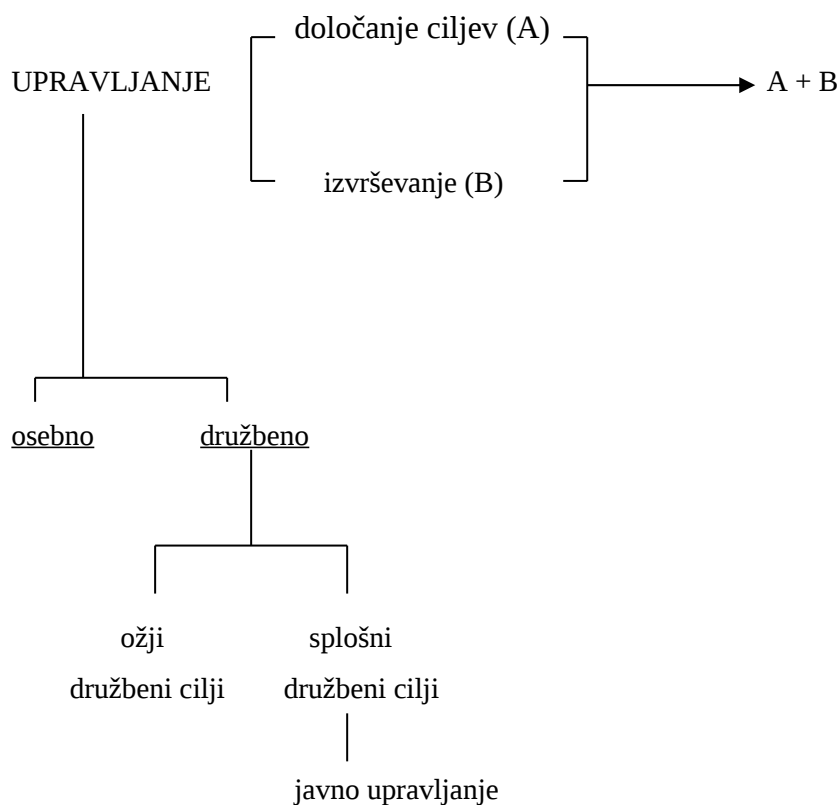 določanje ciljev (A)
UPRAVLJANJE
A + B
izvrševanje (B)
osebno
družbeno
ožji
družbeni cilji
splošni
družbeni cilji
javno upravljanje